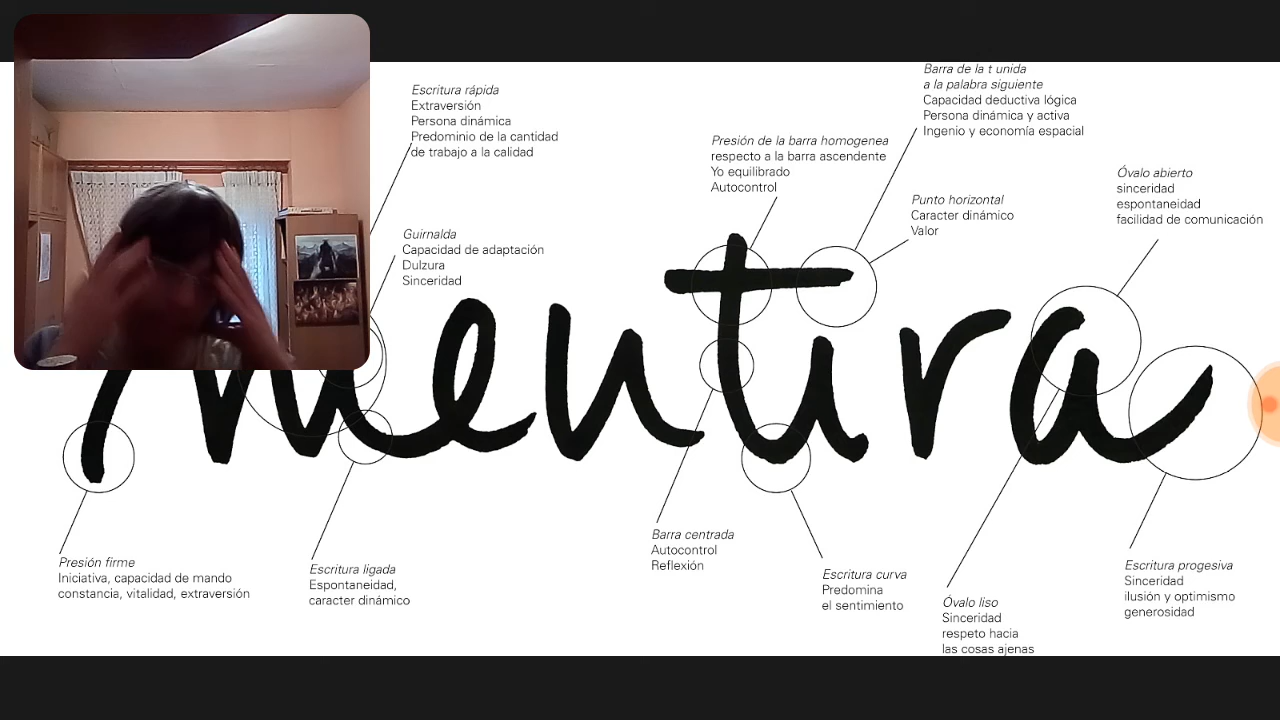 Escritura rápida
Extraversión
Persona dinámica
Predominio de la cantidad
de trabajo a la calidad
Guirnalda
Capacidad de adaptación
Dulzura
Sinceridad
Presión de la barra homogenea
respecto a la barra ascendente
Yo equilibrado
Autocontrol
Barra de la t unida
a la palabra siguiente
Capacidad deductiva lógica
Persona dinámica y activa
Ingenio y economía espacial
Punto horizontal
Caracter dinámico
Valor
Óvalo abierto
sinceridad
espontaneidad
facilidad de comunicación
mentira
Presión firme
Iniciativa, capacidad de mando
constancia, vitalidad, extraversión
Escritura ligada
Espontaneidad,
caracter dinámico
Barra centrada
Autocontrol
Reflexión
Escritura curva
Predomina
el sentimiento
Óvalo liso
Sinceridad
respeto hacia
las cosas ajenas
Escritura progesiva
Sinceridad
ilusión y optimismo
generosidad